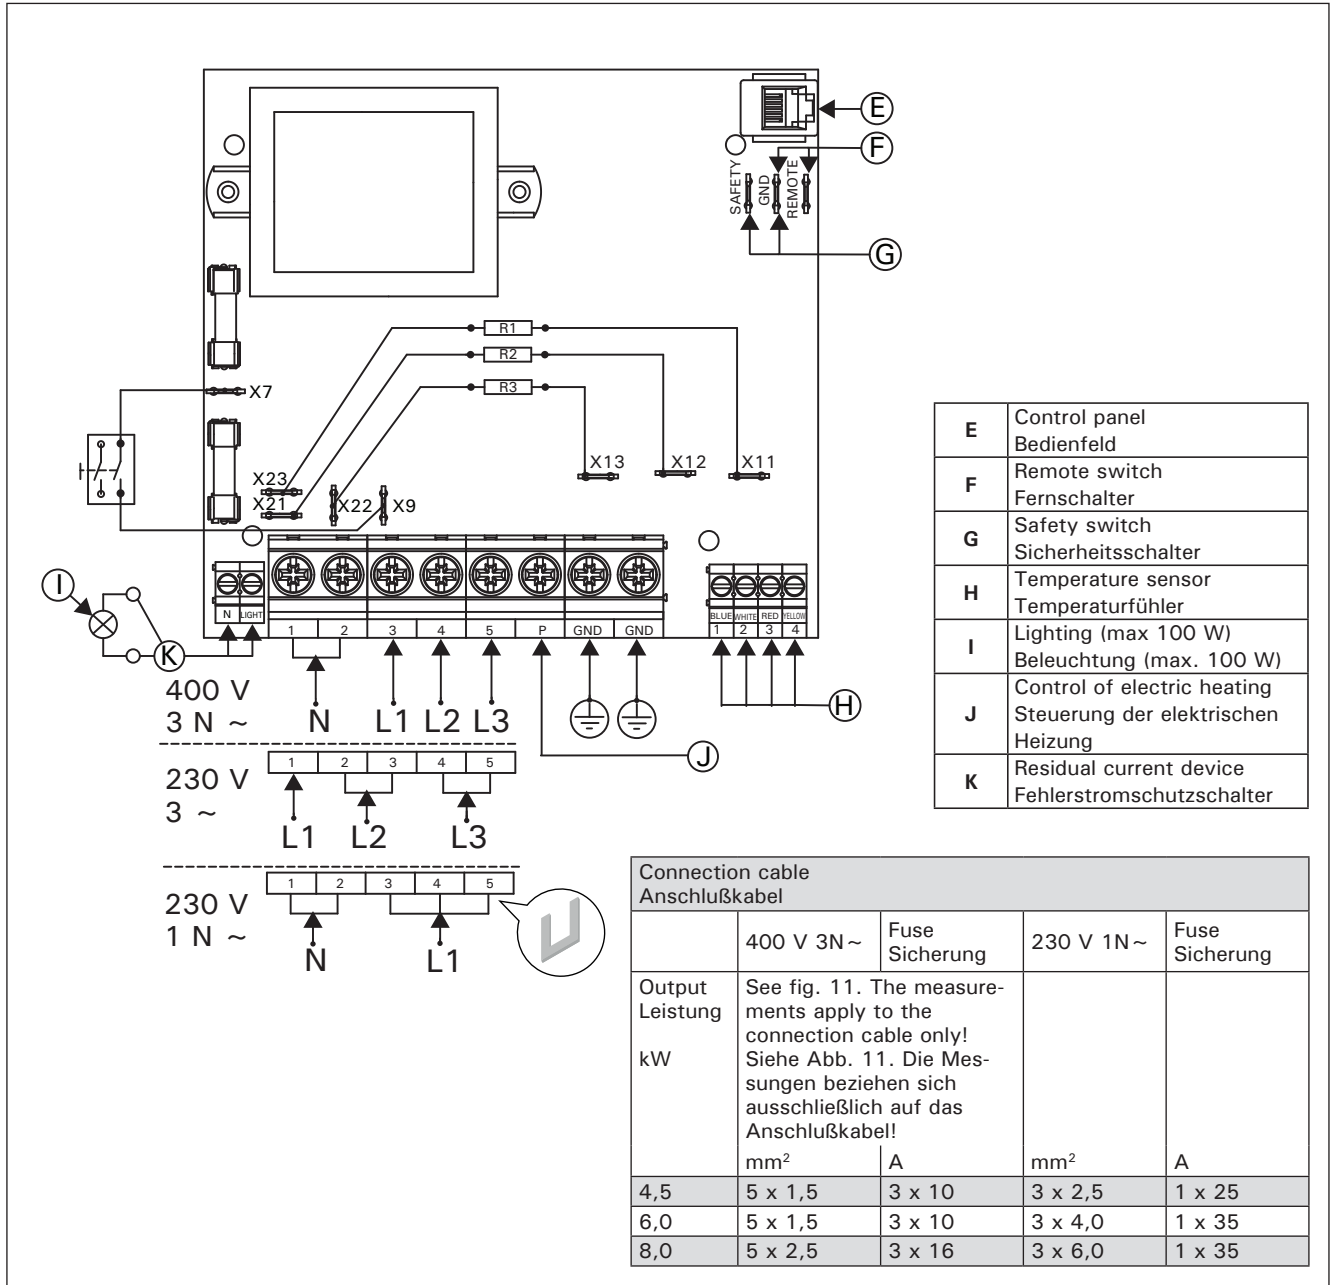 E
F
SAFETY
GND
REMOTE
G
R1
R2
R3
X7
X13
X12
X11
X23
X21
X22
X9
I
N
LIGHT
BLUE
WHITE
RED
YELLOW
1
2
3
4
5
P
GND
GND
1
2
3
4
K
400 V
3 N ~
N
L1
L2
L3
H
J
230 V
3 ~
1
2
3
4
5
L1
L2
L3
230 V
1 N ~
1
2
3
4
5
N
L1
E
Control panel
Bedienfeld
F
Remote switch
Fernschalter
G
Safety switch
Sicherheitsschalter
H
Temperature sensor
Temperaturfühler
I
Lighting (max 100 W)
Beleuchtung (max. 100 W)
J
Control of electric heating
Steuerung der elektrischen
Heizung
K
Residual current device
Fehlerstromschutzschalter
Connection cable
Anschlußkabel
400 V 3N~
Fuse
Sicherung
230 V 1N~
Fuse
Sicherung
Output
Leistung
kW
See fig. 11. The measure-
ments apply to the
connection cable only!
Siehe Abb. 11. Die Mes-
sungen beziehen sich
ausschließlich auf das
Anschlußkabel!
mm²
A
mm²
A
4,5
5 x 1,5
3 x 10
3 x 2,5
1 x 25
6,0
5 x 1,5
3 x 10
3 x 4,0
1 x 35
8,0
5 x 2,5
3 x 16
3 x 6,0
1 x 35